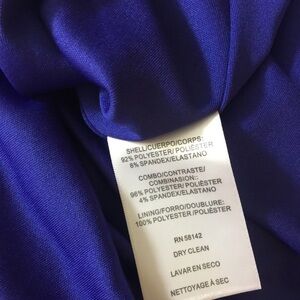 SHELL/CUERPO/CORPS:
92% POLYESTER/ POLIÉSTER
8% SPANDEX/ELASTANO
COMBO/CONTRASTE/
COMBINASION::
96% POLYESTER/ POLIÉSTER
4% SPANDEX/ELASTANO
LINING/FORRO/DOUBLURE:
100% POLYESTER/POLIÉSTER
RN 58142
DRY CLEAN
LAVAR EN SECO
NETTOYAGE À SEC